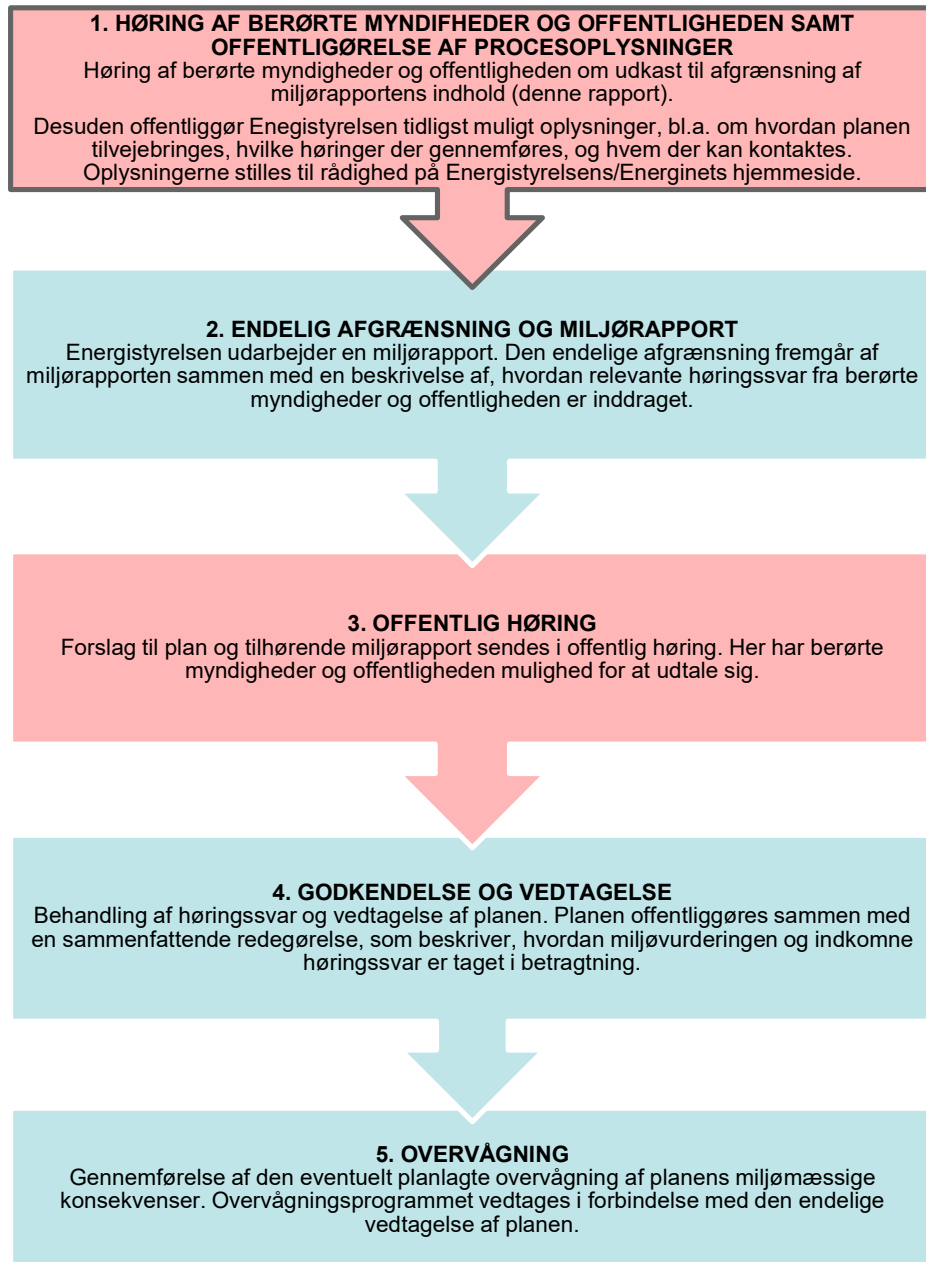 1. HØRING AF BERØRTE MYNDIFHEDER OG OFFENTLIGHEDEN SAMT
OFFENTLIGØRELSE AF PROCESOPLYSNINGER
Høring af berørte myndigheder og offentligheden om udkast til afgrænsning af
miljørapportens indhold (denne rapport).
Desuden offentliggør Enegistyrelsen tidligst muligt oplysninger, bl.a. om hvordan planen
tilvejebringes, hvilke høringer der gennemføres, og hvem der kan kontaktes.
Oplysningerne stilles til rådighed på Energistyrelsens/Energinets hjemmeside.
2. ENDELIG AFGRÆNSNING OG MILJØRAPPORT
Energistyrelsen udarbejder en miljørapport. Den endelige afgrænsning fremgår af
miljørapporten sammen med en beskrivelse af, hvordan relevante høringssvar fra berørte
myndigheder og offentligheden er inddraget.
3. OFFENTLIG HØRING
Forslag til plan og tilhørende miljørapport sendes i offentlig høring. Her har berørte
myndigheder og offentligheden mulighed for at udtale sig.
4. GODKENDELSE OG VEDTAGELSE
Behandling af høringssvar og vedtagelse af planen. Planen offentliggøres sammen med
en sammenfattende redegørelse, som beskriver, hvordan miljøvurderingen og indkomne
høringssvar er taget i betragtning.
5. OVERVÅGNING
Gennemførelse af den eventuelt planlagte overvågning af planens miljømæssige
konsekvenser. Overvågningsprogrammet vedtages i forbindelse med den endelige
vedtagelse af planen.